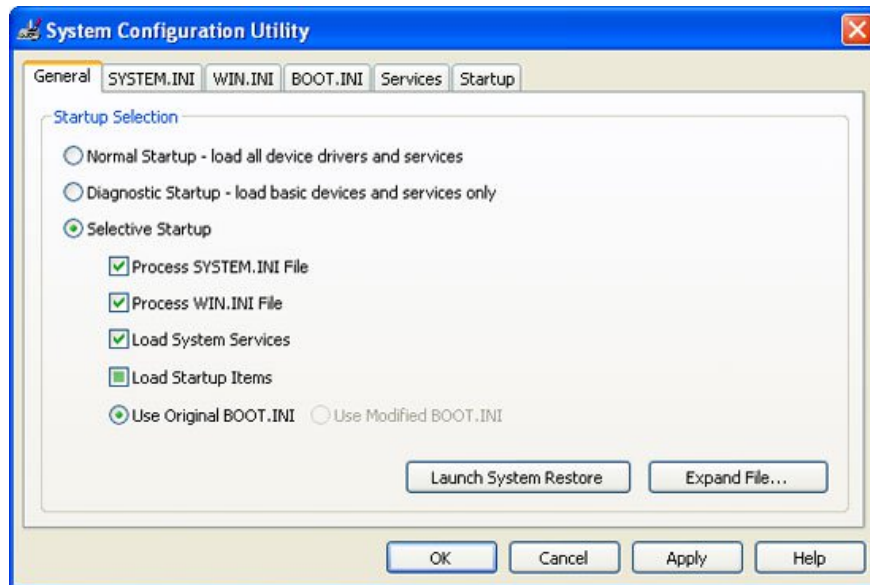 System Configuration Utility
General SYSTEM.INI WIN.INI BOOT.INI Services Startup
Startup Selection
Normal Startup - load all device drivers and services
Diagnostic Startup - load basic devices and services only
Selective Startup
Process SYSTEM.INI File
Process WIN.INI File
Load System Services
Load Startup Items
Use Original BOOT.INI Use Modified BOOT.INI
Launch System Restore Expand File...
OK Cancel Apply Help